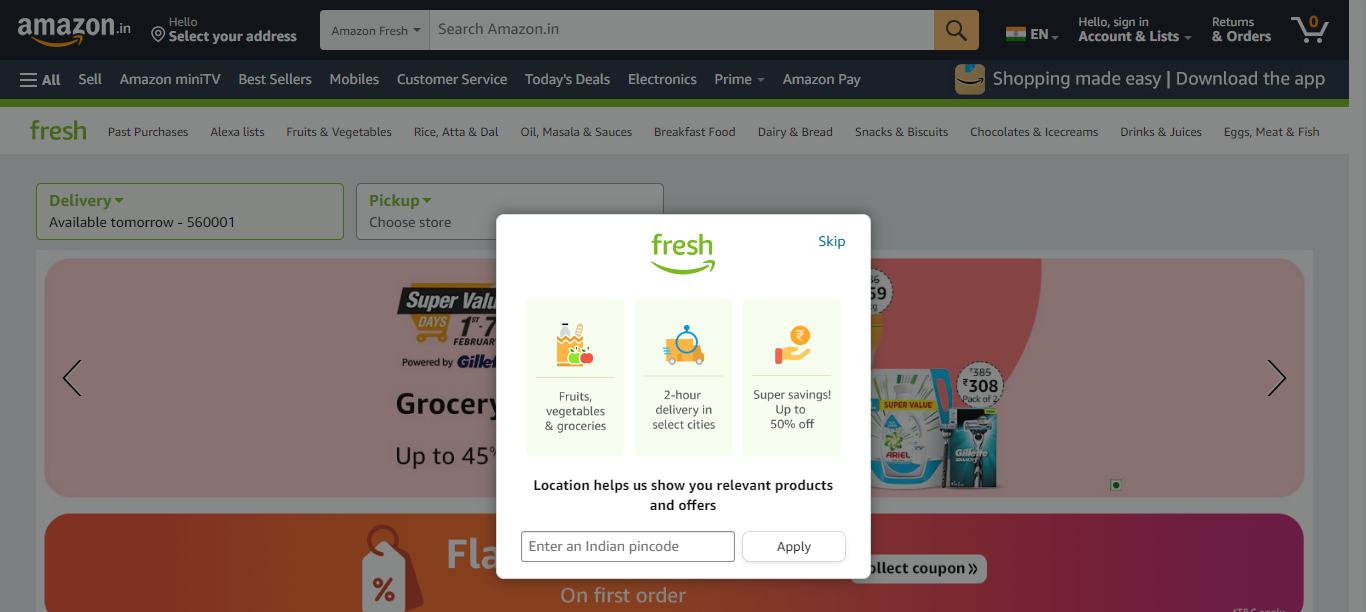 amazon.in
Hello
Select your address
Amazon Fresh
Search Amazon.in
EN
Hello, sign in
Account & Lists
Returns
& Orders
0
All
Sell
Amazon miniTV
Best Sellers
Mobiles
Customer Service
Today's Deals
Electronics
Prime
Amazon Pay
Shopping made easy | Download the app
fresh
Past Purchases
Alexa lists
Fruits & Vegetables
Rice, Atta & Dal
Oil, Masala & Sauces
Breakfast Food
Dairy & Bread
Snacks & Biscuits
Chocolates & Icecreams
Drinks & Juices
Eggs, Meat & Fish
Delivery
Available tomorrow - 560001
Pickup
Choose store
Super Valu
DAYS
1ST-7
FEBRUAR
Powered by Gillet
Grocery
Up to 45%
fresh
Skip
₹
Fruits,
vegetables
& groceries
2-hour
delivery in
select cities
Super savings!
Up to
50% off
Location helps us show you relevant products
and offers
Enter an Indian pincode
Apply
₹385
₹308
Pack of 2
SUPER VALUE
ARIEL
Gillette
%
Fla
On first order
ollect coupon»